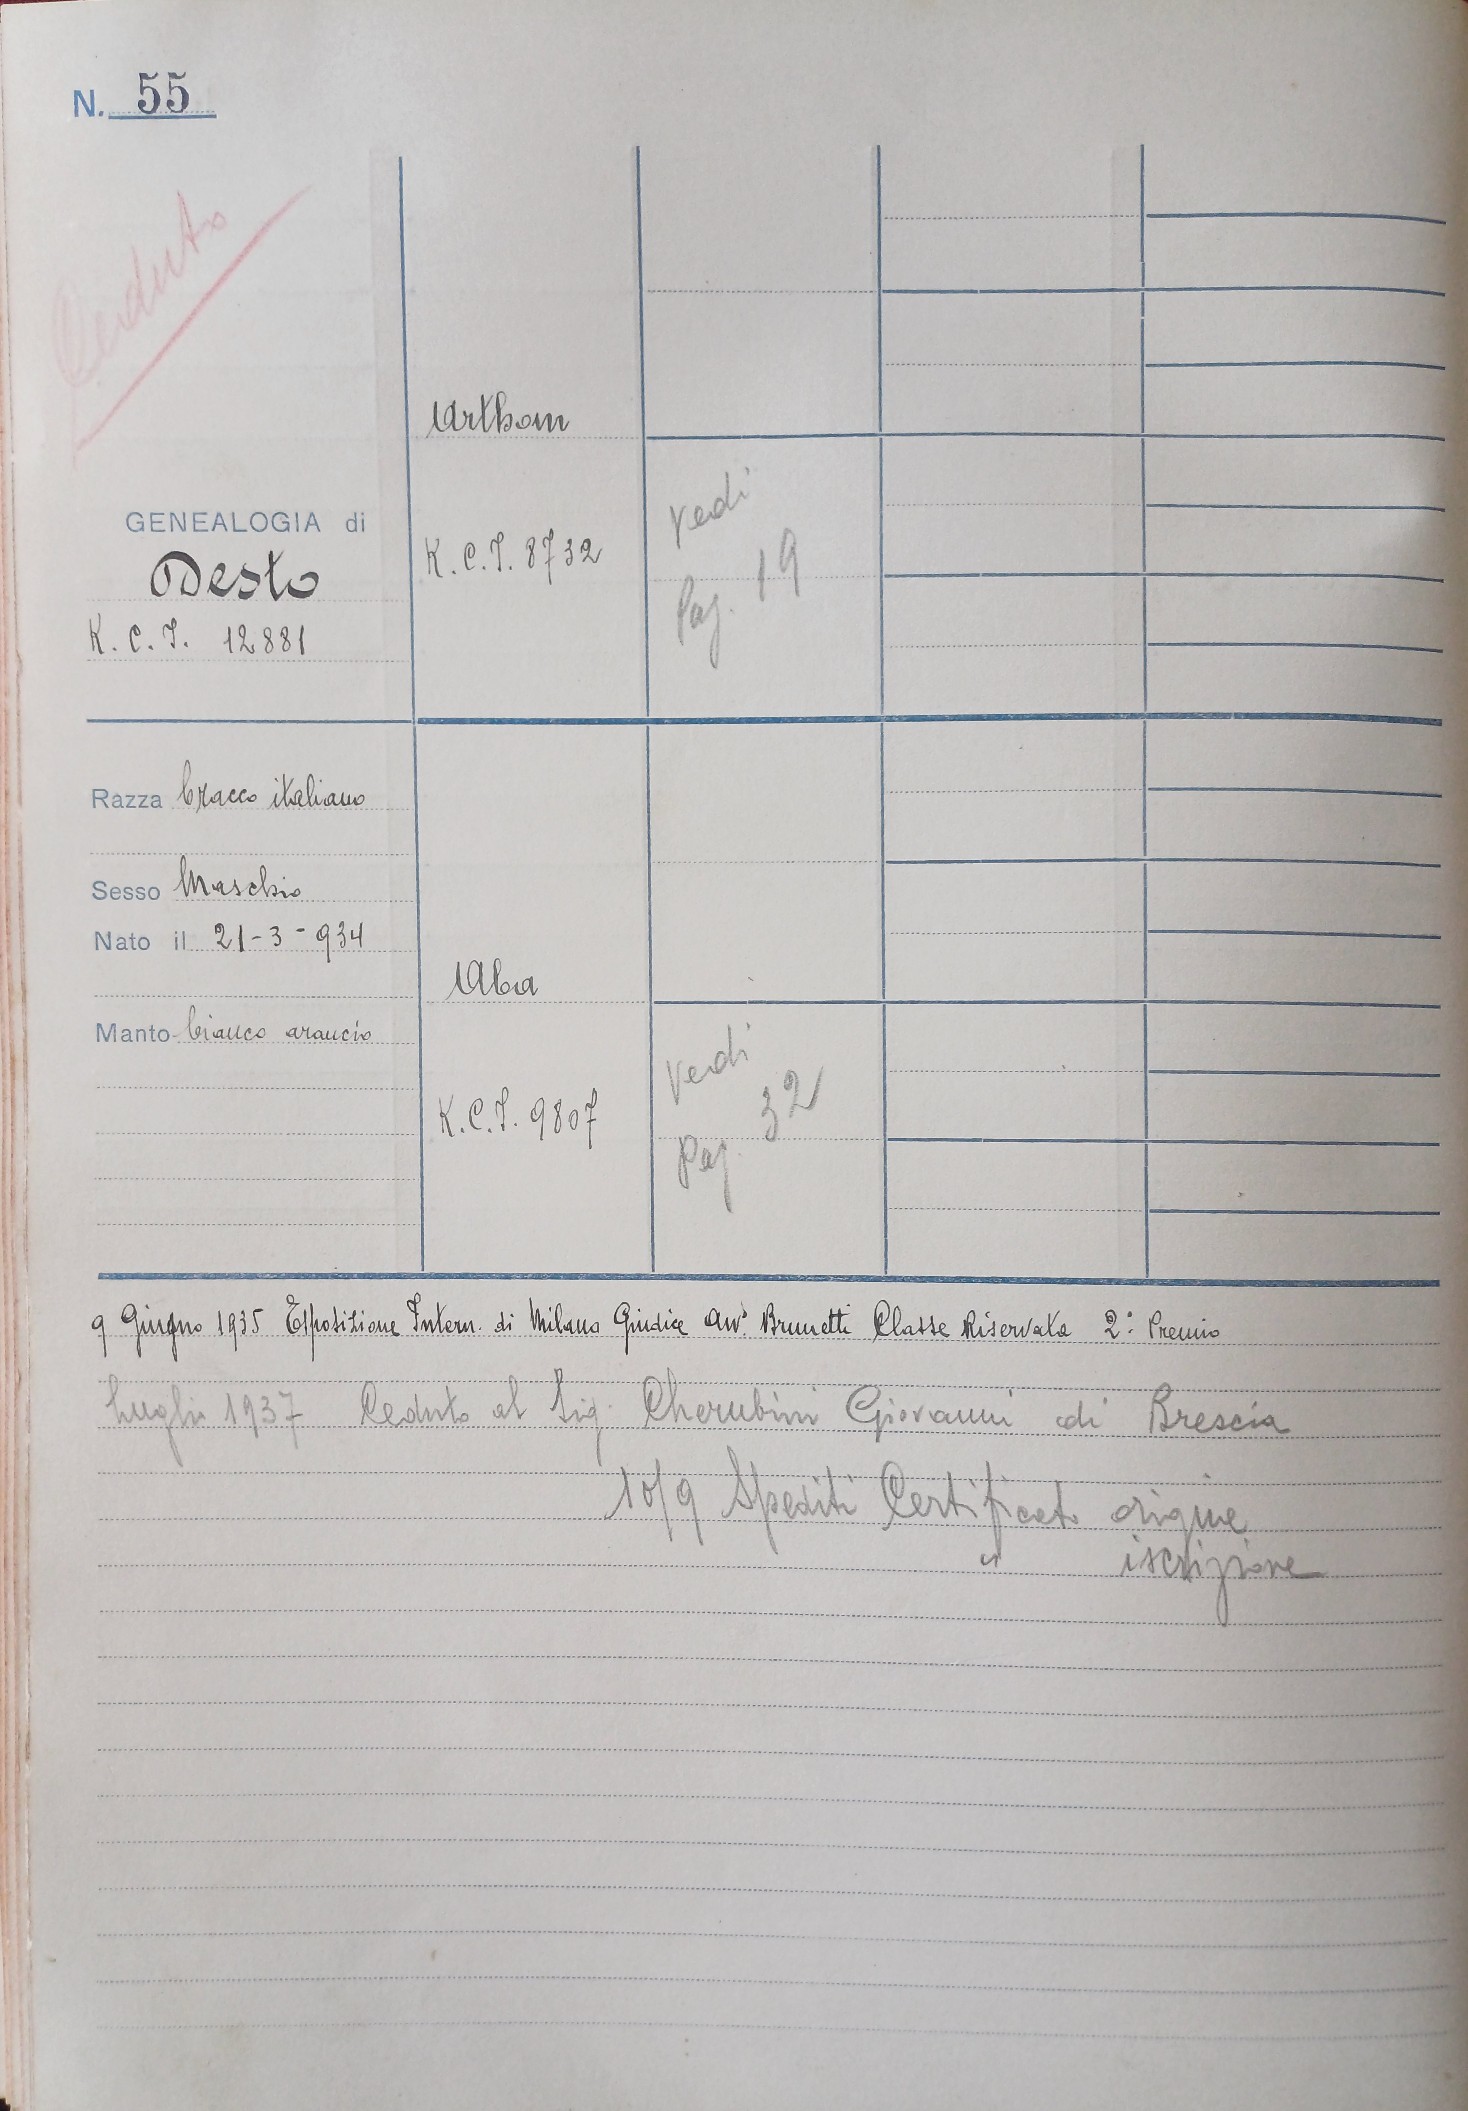 N. 55
Ceduto
GENEALOGIA di
Desto
K.C.I. 12881
Razza bracco italiano
Sesso Maschio
Nato il 21-3-934
Manto bianco arancio
Arthom
K.C.I. 8732
Vedi
Pag. 19
Alba
K.C.I. 9807
Vedi
Pag. 32
9 Giugno 1935 Esposizione Intern. di Milano Giudice Avv. Brunetti Classe Riservata 2° Premio
Luglio 1937 Ceduto al Sig. Cherubini Giovanni di Brescia
10/9 Spediti Certificato origine
" iscrizione